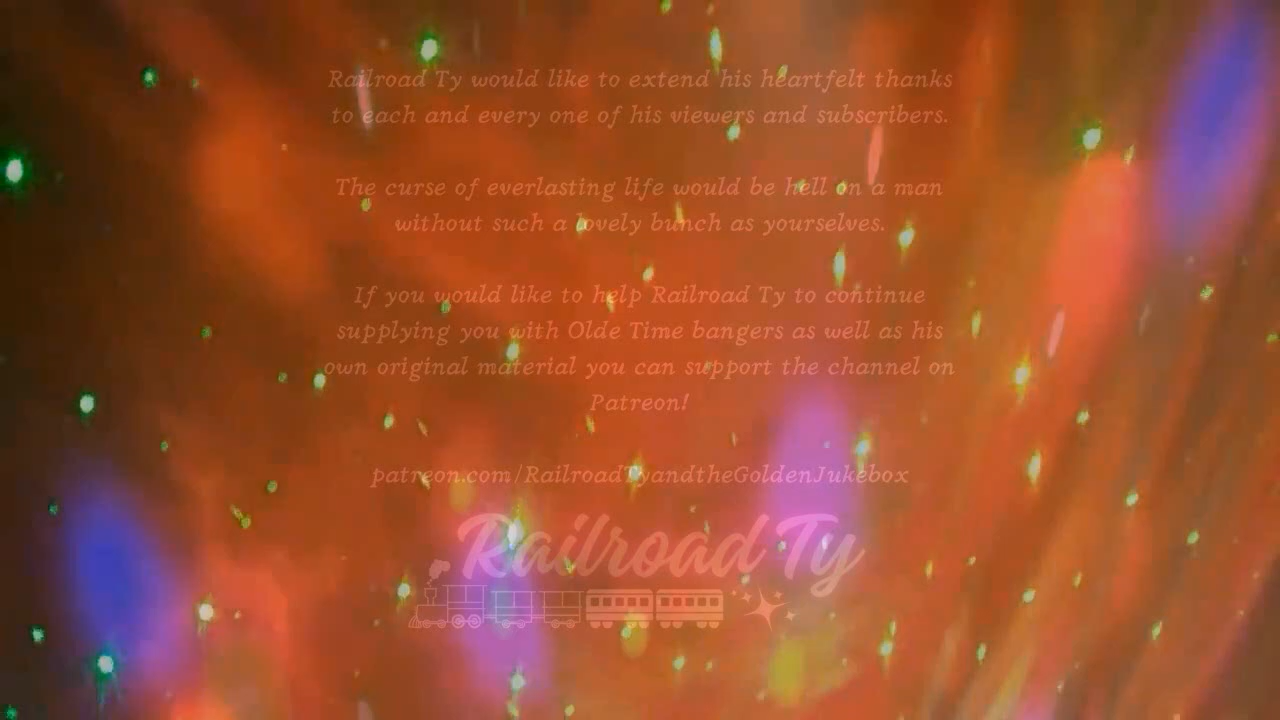 Railroad Ty would like to extend his heartfelt thanks
to each and every one of his viewers and subscribers.
The curse of everlasting life would be hell on a man
without such a lovely bunch as yourselves.
If you would like to help Railroad Ty to continue
supplying you with Olde Time bangers as well as his
own original material you can support the channel on
Patreon!
patreon.com/RailroadTyandtheGoldenJukebox
Railroad Ty